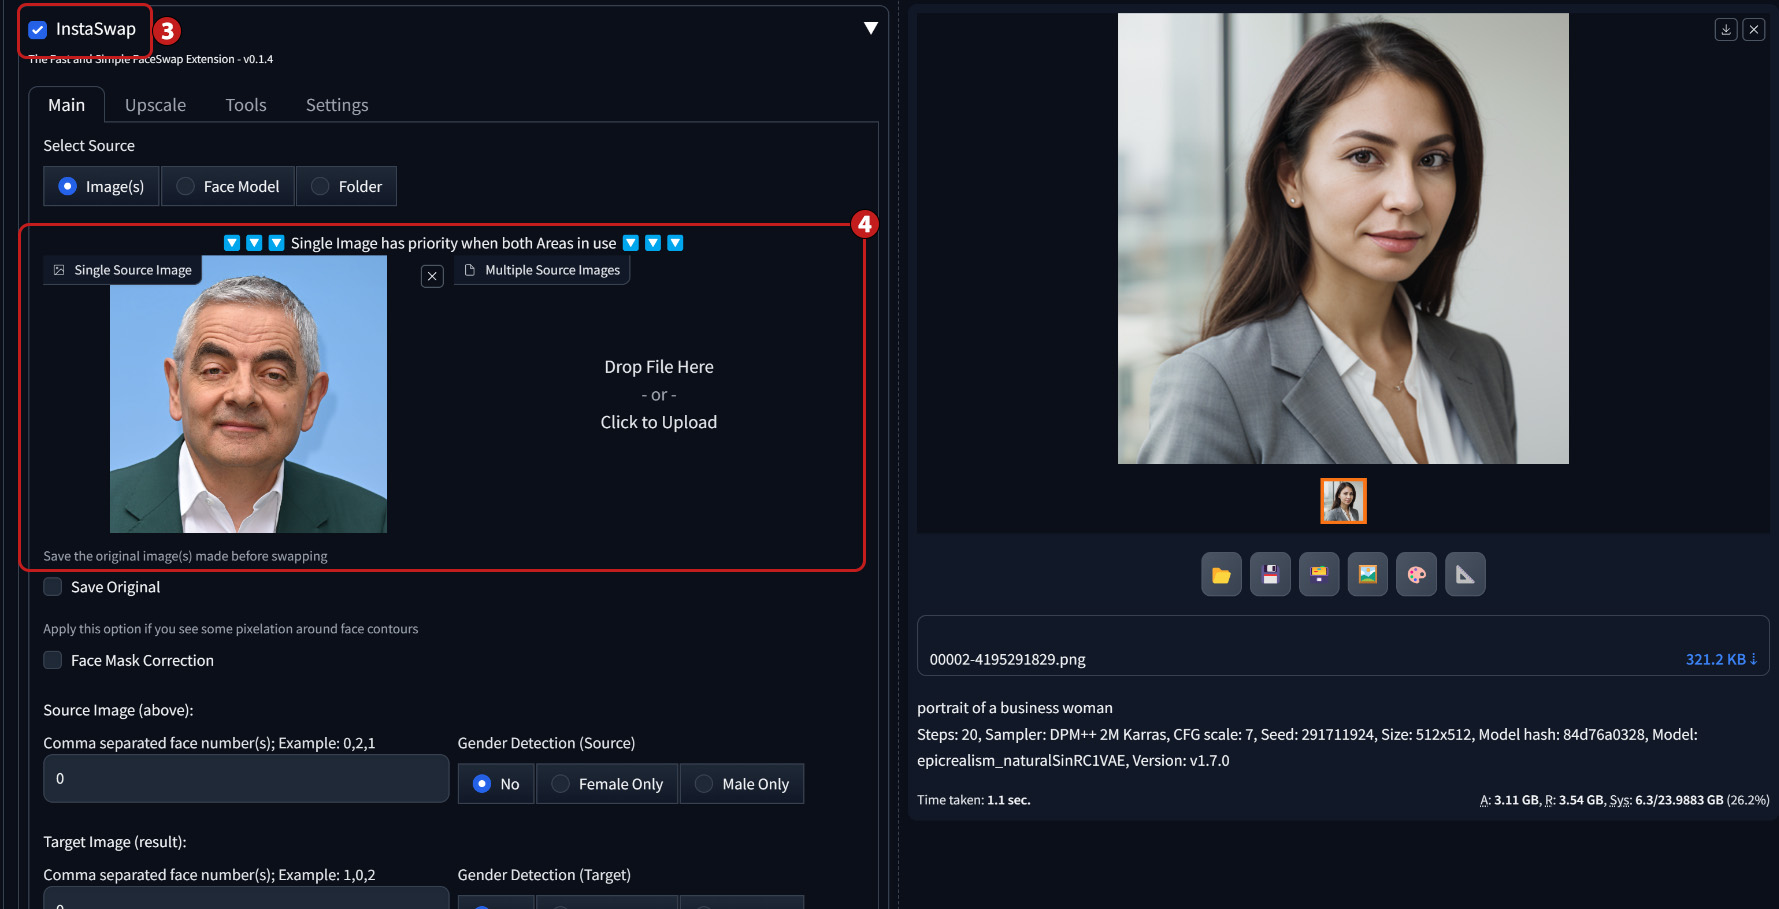 InstaSwap
3
The Fast and Simple FaceSwap Extension - v0.1.4
Main
Upscale
Tools
Settings
Select Source
Image(s)
Face Model
Folder
4
Single Image has priority when both Areas in use
Single Source Image
Multiple Source Images
Drop File Here
- or -
Click to Upload
Save the original image(s) made before swapping
Save Original
Apply this option if you see some pixelation around face contours
Face Mask Correction
Source Image (above):
Comma separated face number(s); Example: 0,2,1
0
Gender Detection (Source)
No
Female Only
Male Only
Target Image (result):
Comma separated face number(s); Example: 1,0,2
Gender Detection (Target)
00002-4195291829.png
321.2 KB ⇣
portrait of a business woman
Steps: 20, Sampler: DPM++ 2M Karras, CFG scale: 7, Seed: 291711924, Size: 512x512, Model hash: 84d76a0328, Model:
epicrealism_naturalSinRC1VAE, Version: v1.7.0
Time taken: 1.1 sec.
A: 3.11 GB, R: 3.54 GB, Sys: 6.3/23.9883 GB (26.2%)